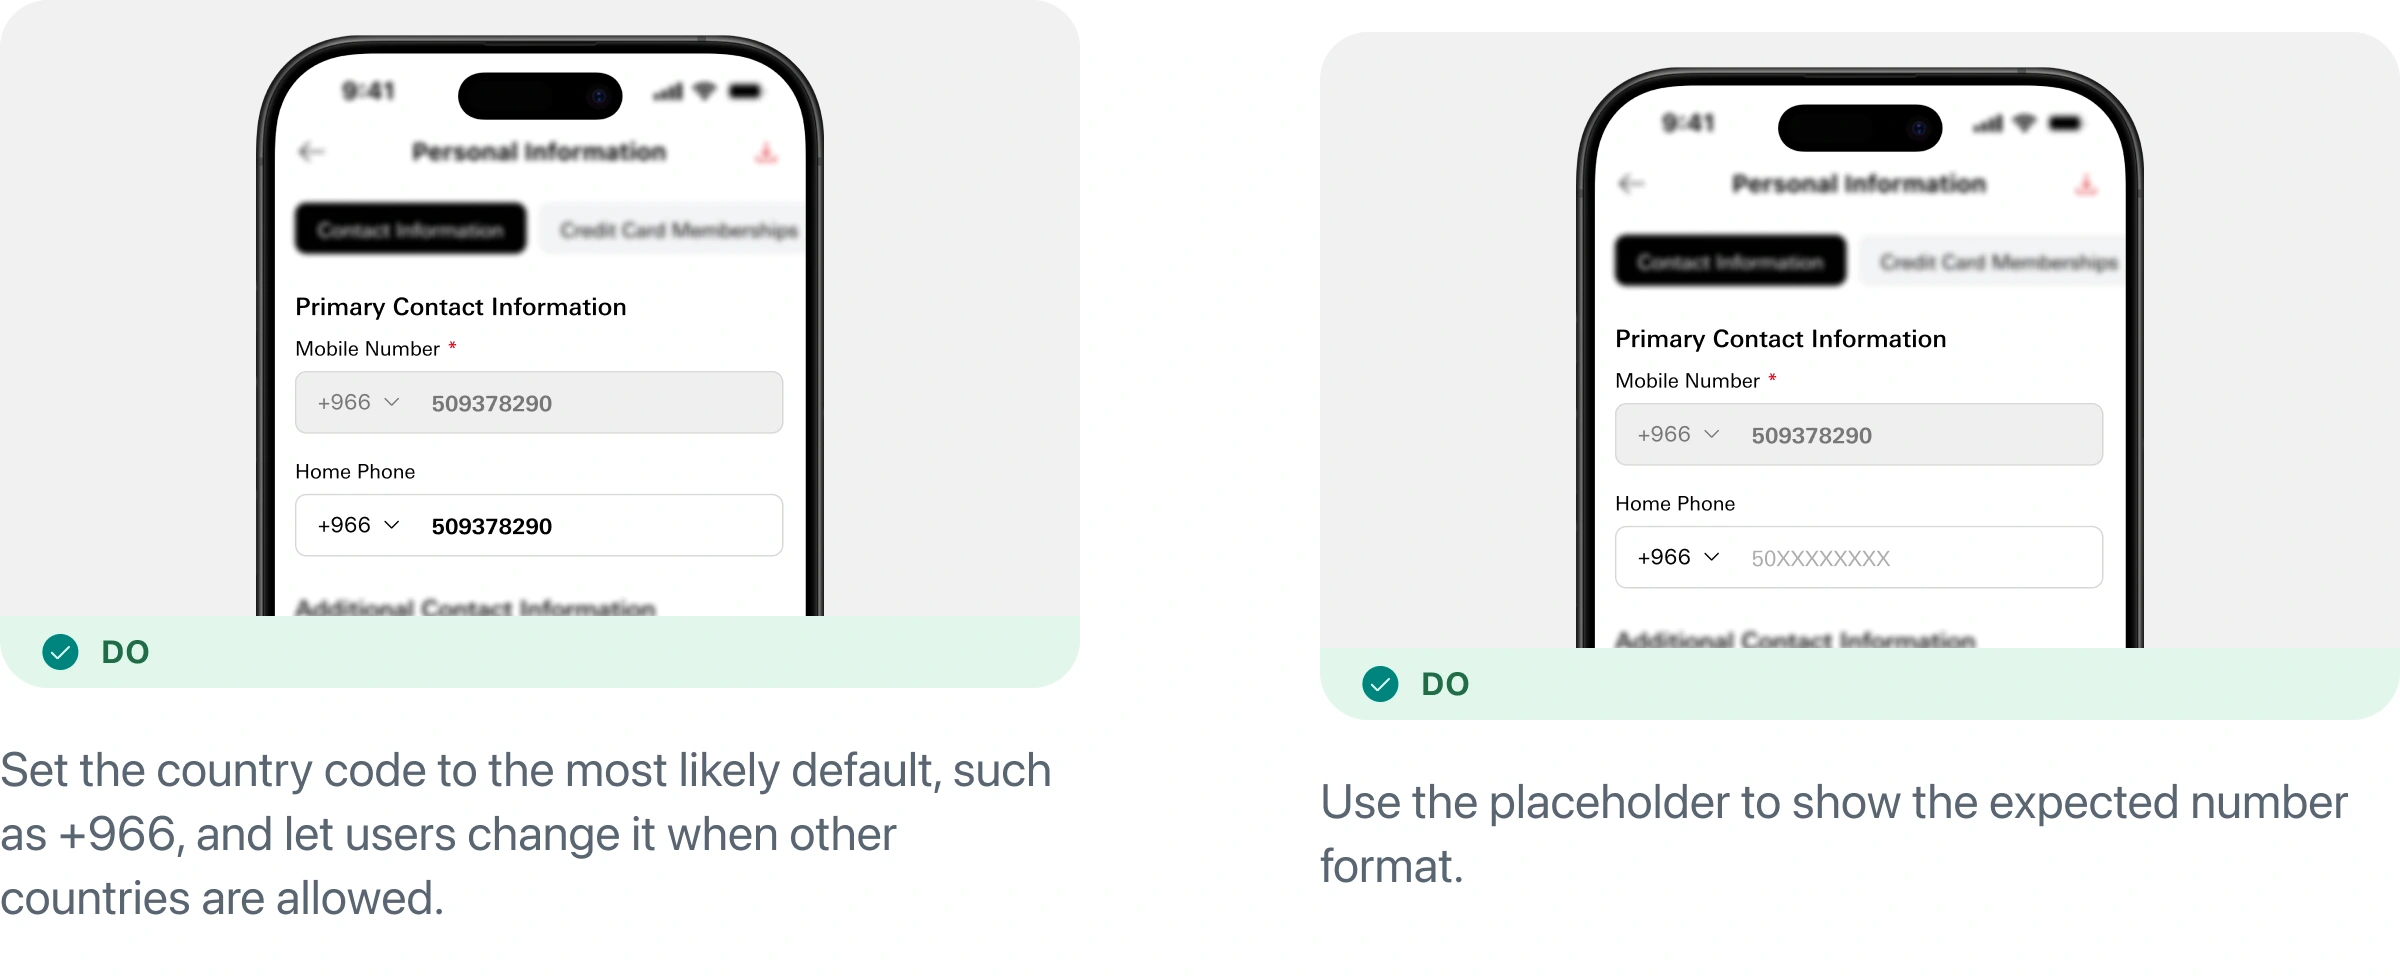 9:41
Personal Information
Contact Information
Credit Card Memberships
Primary Contact Information
Mobile Number *
+966 509378290
Home Phone
+966 509378290
Additional Contact Information
DO
Set the country code to the most likely default, such
as +966, and let users change it when other
countries are allowed.
9:41
Personal Information
Contact Information
Credit Card Memberships
Primary Contact Information
Mobile Number *
+966 509378290
Home Phone
+966 50XXXXXXXX
Additional Contact Information
DO
Use the placeholder to show the expected number
format.